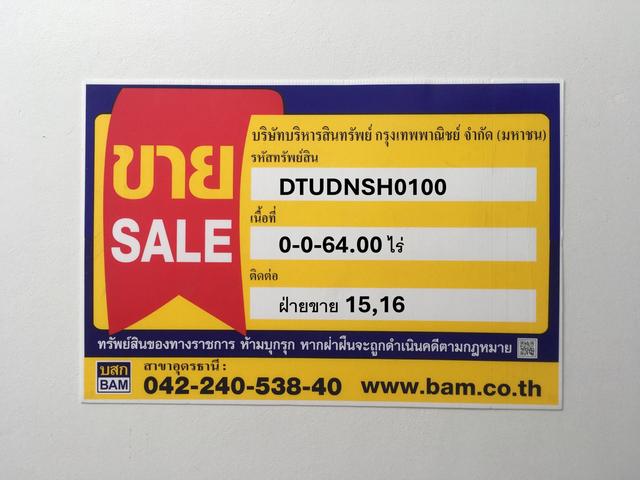 ขาย
SALE
บริษัทบริหารสินทรัพย์ กรุงเทพพาณิชย์ จำกัด (มหาชน)
รหัสทรัพย์สิน
DTUDNSH0100
เนื้อที่
0-0-64.00 ไร่
ติดต่อ
ฝ่ายขาย 15,16
ทรัพย์สินของทางราชการ ห้ามบุกรุก หากฝ่าฝืนจะถูกดำเนินคดีตามกฎหมาย
บสก
BAM
สาขาอุดรธานี :
042-240-538-40 www.bam.co.th